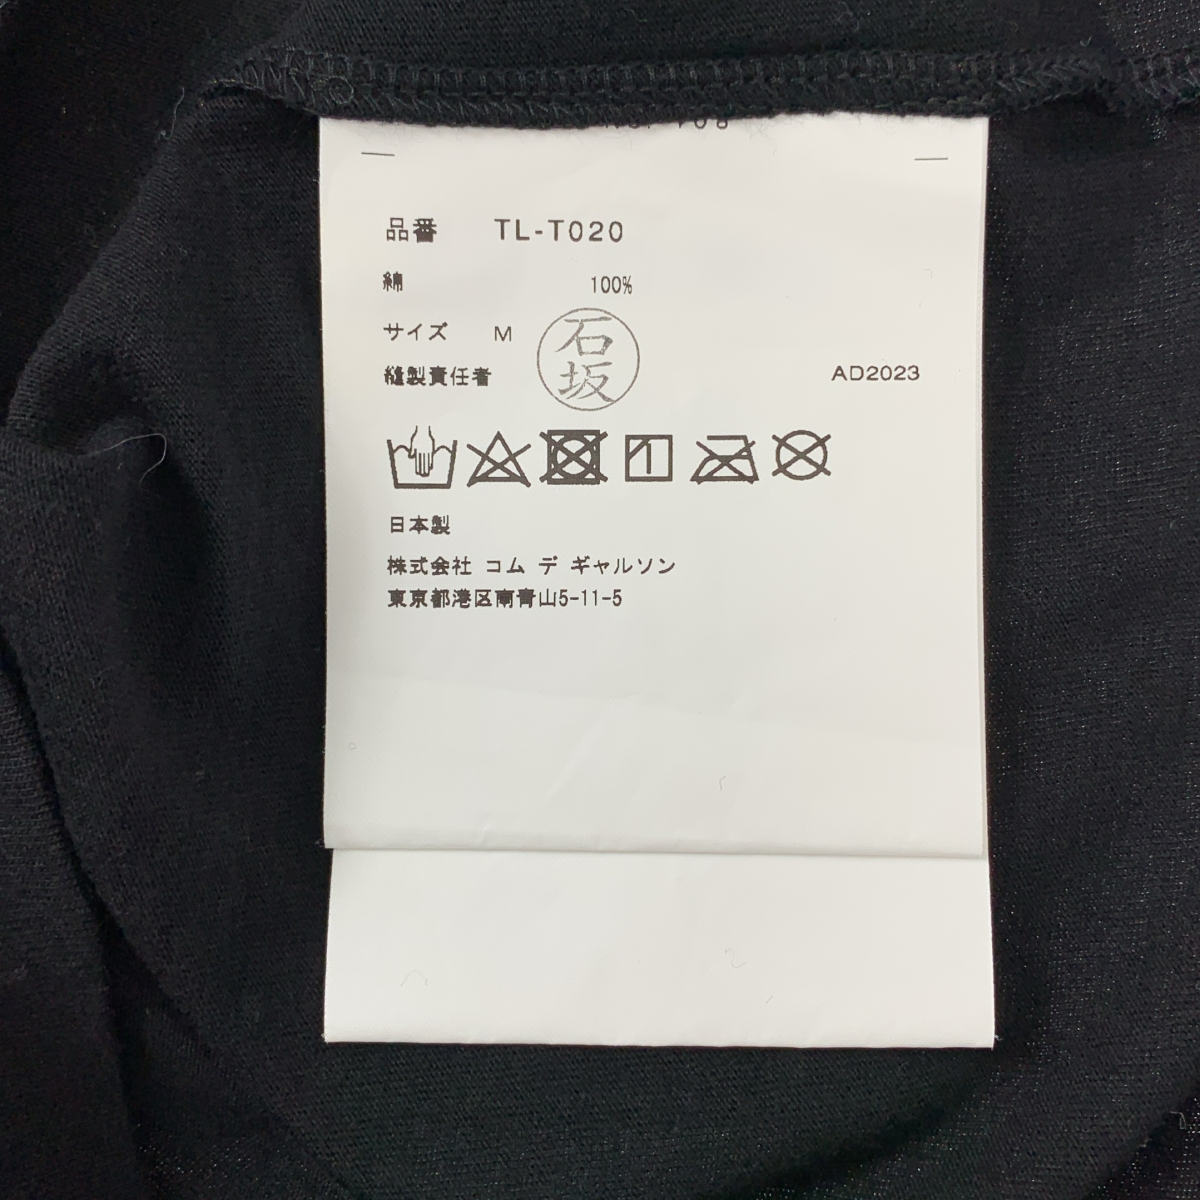 品番 TL-T020
綿 100%
サイズ M
石坂
縫製責任者
AD2023
日本製
株式会社 コム デ ギャルソン
東京都港区南青山5-11-5